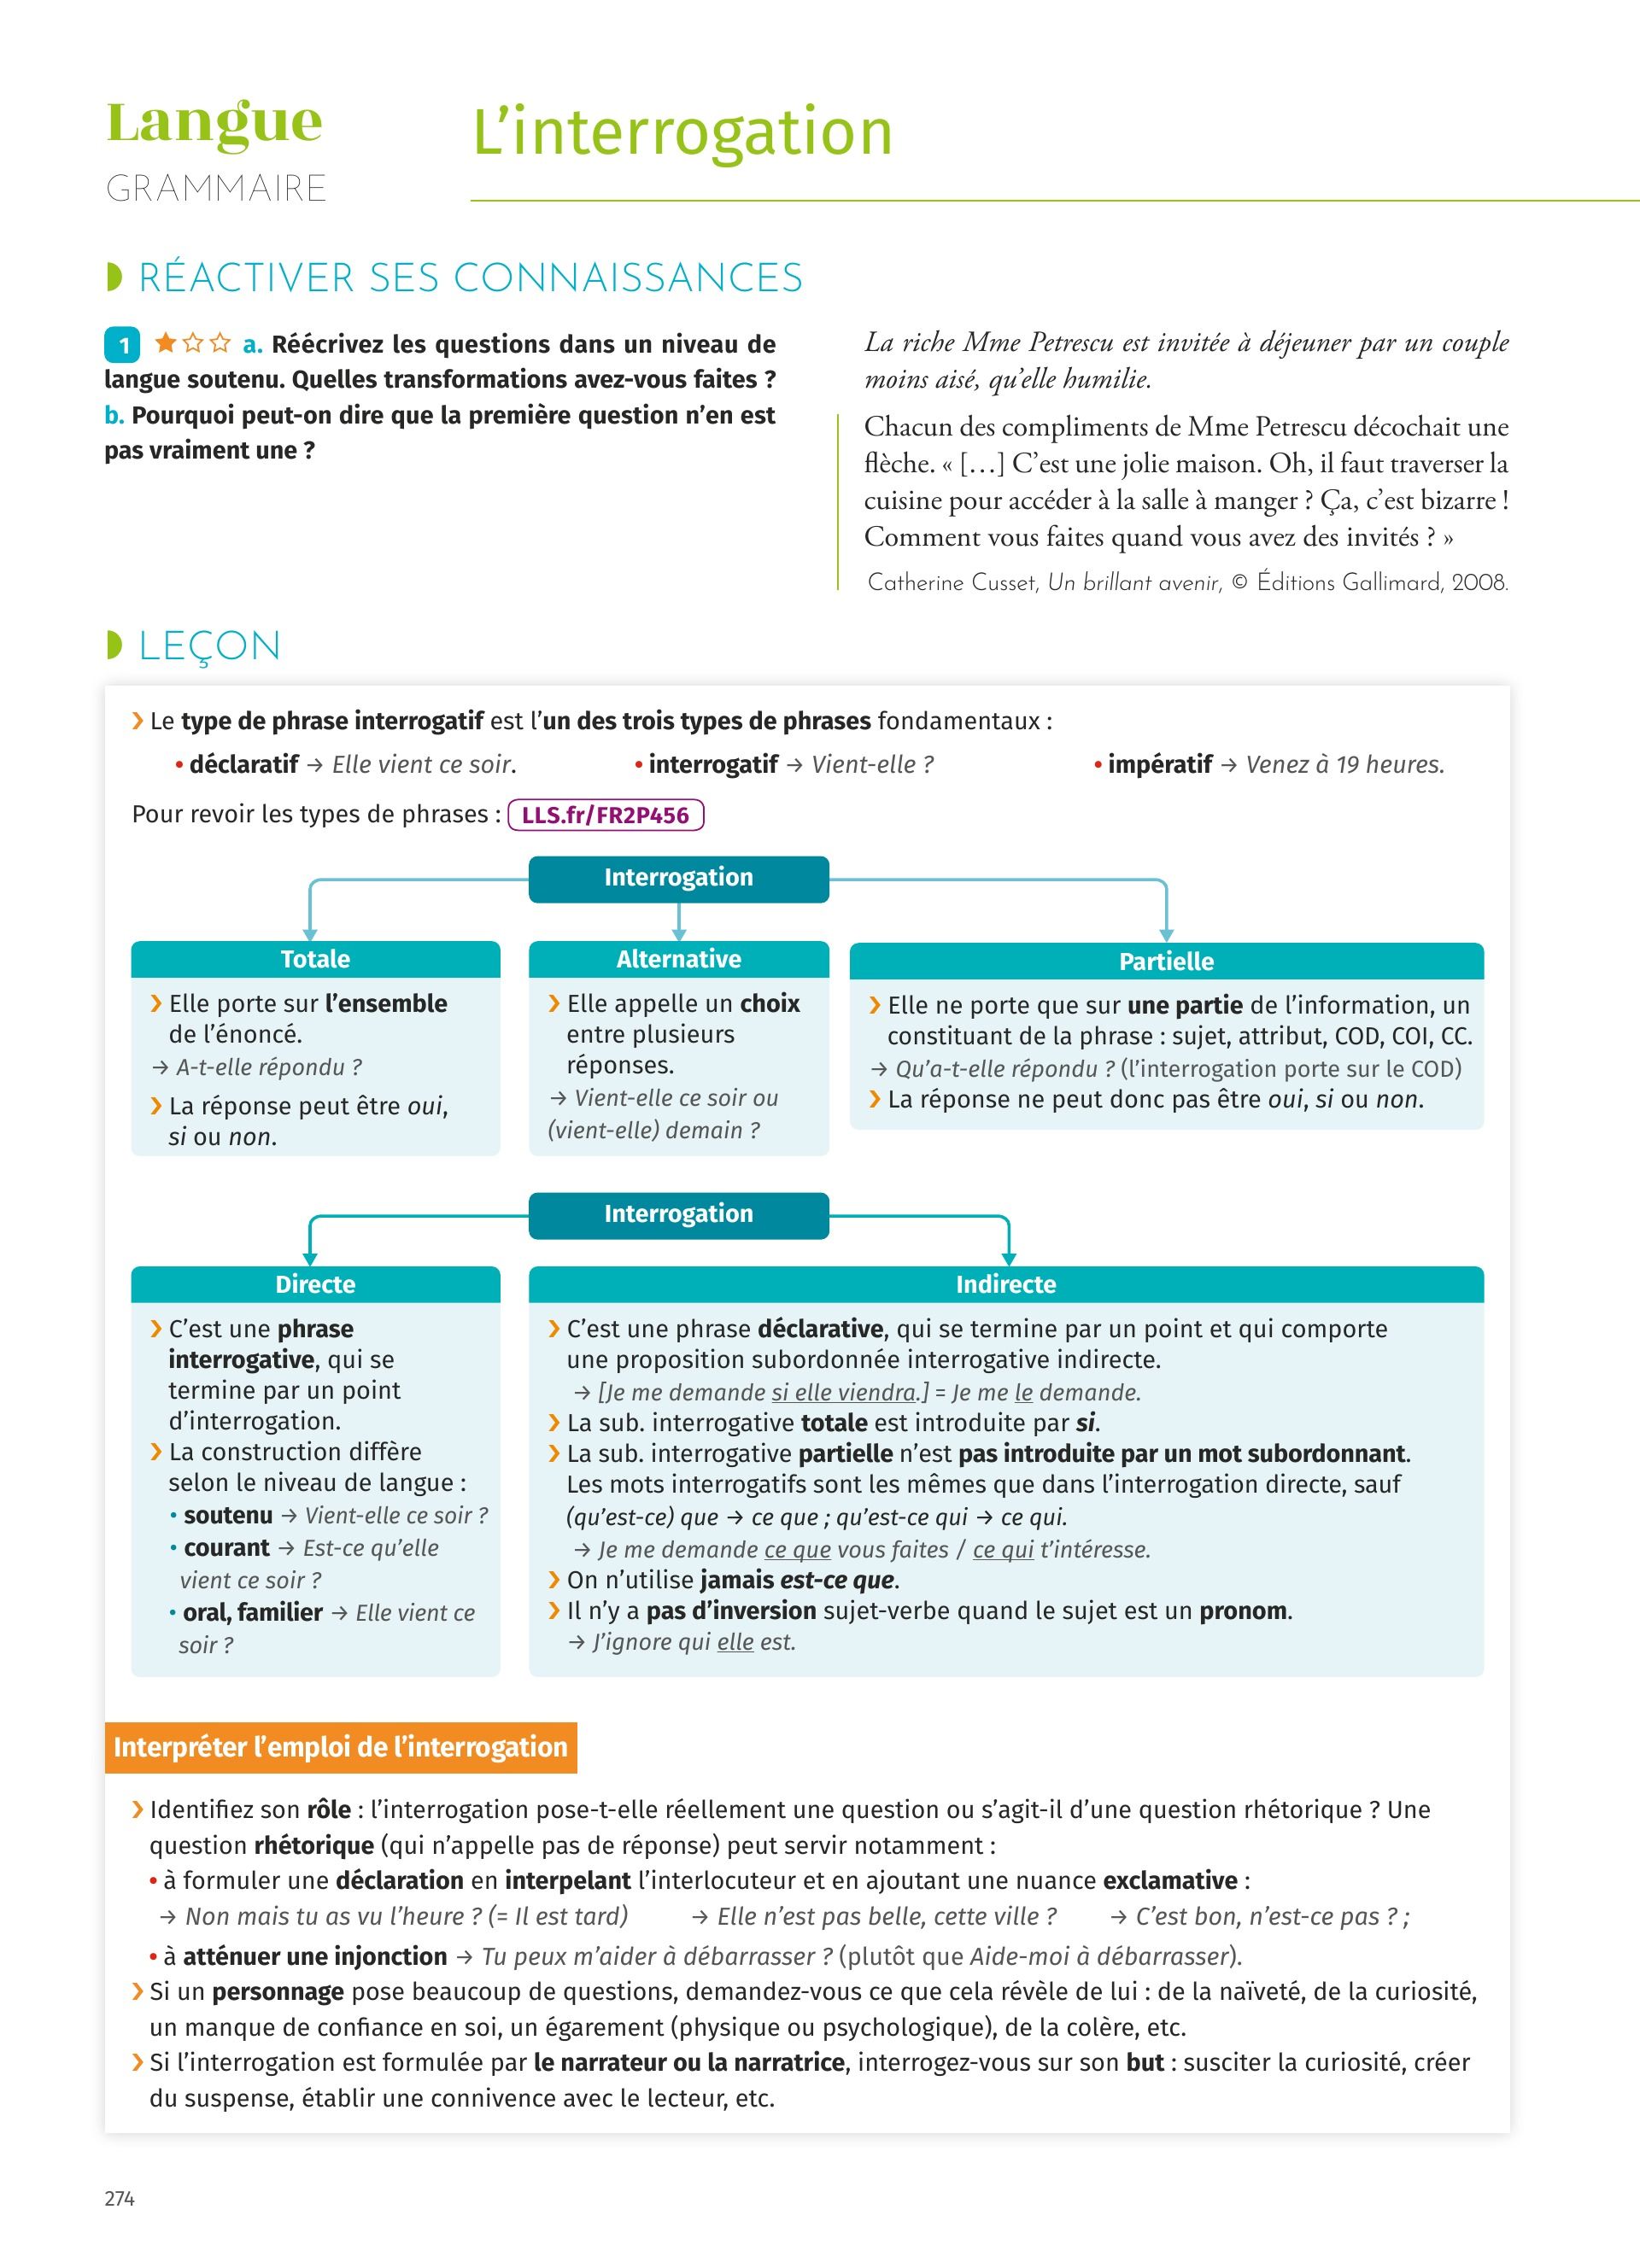 Langue
GRAMMAIRE
L’interrogation
RÉACTIVER SES CONNAISSANCES
1 a. Réécrivez les questions dans un niveau de
langue soutenu. Quelles transformations avez-vous faites ?
b. Pourquoi peut-on dire que la première question n’en est
pas vraiment une ?
La riche Mme Petrescu est invitée à déjeuner par un couple
moins aisé, qu’elle humilie.
Chacun des compliments de Mme Petrescu décochait une
flèche. « […] C’est une jolie maison. Oh, il faut traverser la
cuisine pour accéder à la salle à manger ? Ça, c’est bizarre !
Comment vous faites quand vous avez des invités ? »
Catherine Cusset, Un brillant avenir, © Éditions Gallimard, 2008.
LEÇON
› Le type de phrase interrogatif est l’un des trois types de phrases fondamentaux :
• déclaratif → Elle vient ce soir.
• interrogatif → Vient-elle ?
• impératif → Venez à 19 heures.
Pour revoir les types de phrases : LLS.fr/FR2P456
Interrogation
Totale
› Elle porte sur l’ensemble
de l’énoncé.
→ A-t-elle répondu ?
› La réponse peut être oui,
si ou non.
Alternative
› Elle appelle un choix
entre plusieurs
réponses.
→ Vient-elle ce soir ou
(vient-elle) demain ?
Partielle
› Elle ne porte que sur une partie de l’information, un
constituant de la phrase : sujet, attribut, COD, COI, CC.
→ Qu’a-t-elle répondu ? (l’interrogation porte sur le COD)
› La réponse ne peut donc pas être oui, si ou non.
Interrogation
Directe
› C’est une phrase
interrogative, qui se
termine par un point
d’interrogation.
› La construction diffère
selon le niveau de langue :
• soutenu → Vient-elle ce soir ?
• courant → Est-ce qu’elle
vient ce soir ?
• oral, familier → Elle vient ce
soir ?
Indirecte
› C’est une phrase déclarative, qui se termine par un point et qui comporte
une proposition subordonnée interrogative indirecte.
→ [Je me demande si elle viendra.] = Je me le demande.
› La sub. interrogative totale est introduite par si.
› La sub. interrogative partielle n’est pas introduite par un mot subordonnant.
Les mots interrogatifs sont les mêmes que dans l’interrogation directe, sauf
(qu’est-ce) que → ce que ; qu’est-ce qui → ce qui.
→ Je me demande ce que vous faites / ce qui t’intéresse.
› On n’utilise jamais est-ce que.
› Il n’y a pas d’inversion sujet-verbe quand le sujet est un pronom.
→ J’ignore qui elle est.
Interpréter l’emploi de l’interrogation
› Identifiez son rôle : l’interrogation pose-t-elle réellement une question ou s’agit-il d’une question rhétorique ? Une
question rhétorique (qui n’appelle pas de réponse) peut servir notamment :
• à formuler une déclaration en interpelant l’interlocuteur et en ajoutant une nuance exclamative :
→ Non mais tu as vu l’heure ? (= Il est tard) → Elle n’est pas belle, cette ville ? → C’est bon, n’est-ce pas ? ;
• à atténuer une injonction → Tu peux m’aider à débarrasser ? (plutôt que Aide-moi à débarrasser).
› Si un personnage pose beaucoup de questions, demandez-vous ce que cela révèle de lui : de la naïveté, de la curiosité,
un manque de confiance en soi, un égarement (physique ou psychologique), de la colère, etc.
› Si l’interrogation est formulée par le narrateur ou la narratrice, interrogez-vous sur son but : susciter la curiosité, créer
du suspense, établir une connivence avec le lecteur, etc.
274